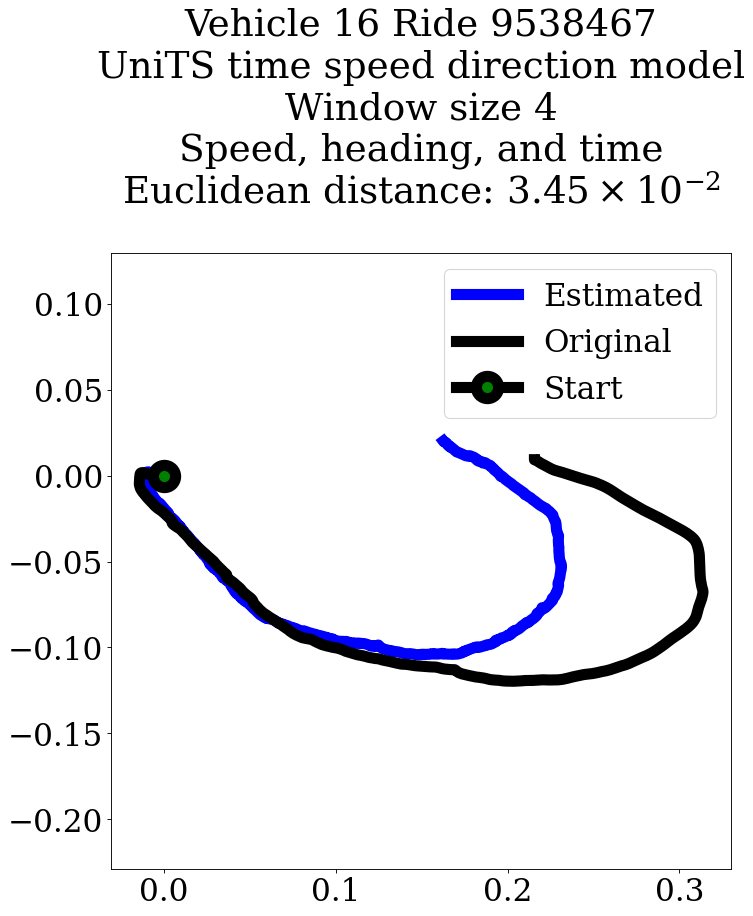 Vehicle 16 Ride 9538467
UniTS time speed direction model
Window size 4
Speed, heading, and time
Euclidean distance: 3.45 × 10⁻²
Estimated
Original
Start
0.10
0.05
0.00
−0.05
−0.10
−0.15
−0.20
0.0 0.1 0.2 0.3